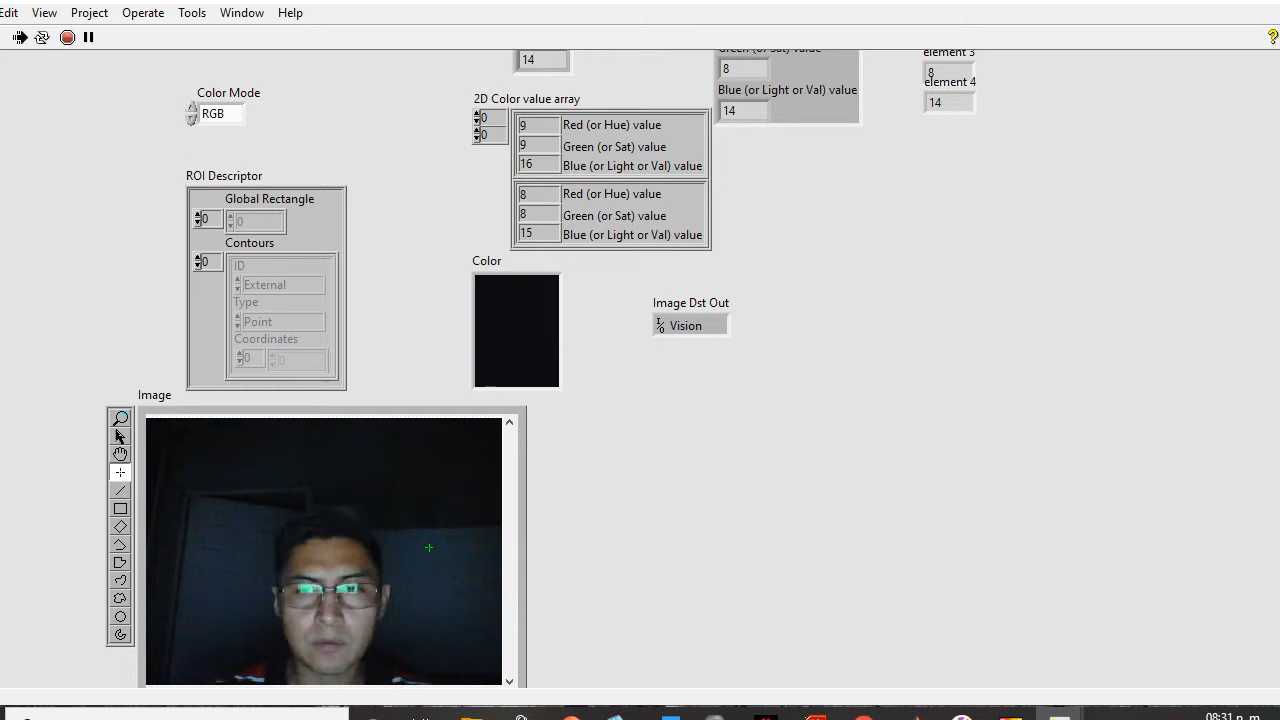 Edit View Project Operate Tools Window Help
?
14
Green (or Sat) value
8
Blue (or Light or Val) value
14
element 3
8
element 4
14
Color Mode
RGB
2D Color value array
0
0
9 Red (or Hue) value
9 Green (or Sat) value
16 Blue (or Light or Val) value
8 Red (or Hue) value
8 Green (or Sat) value
15 Blue (or Light or Val) value
ROI Descriptor
Global Rectangle
0 0
Contours
0
ID
External
Type
Point
Coordinates
0 0
Color
Image Dst Out
I/0 Vision
Image
08:31 p. m.